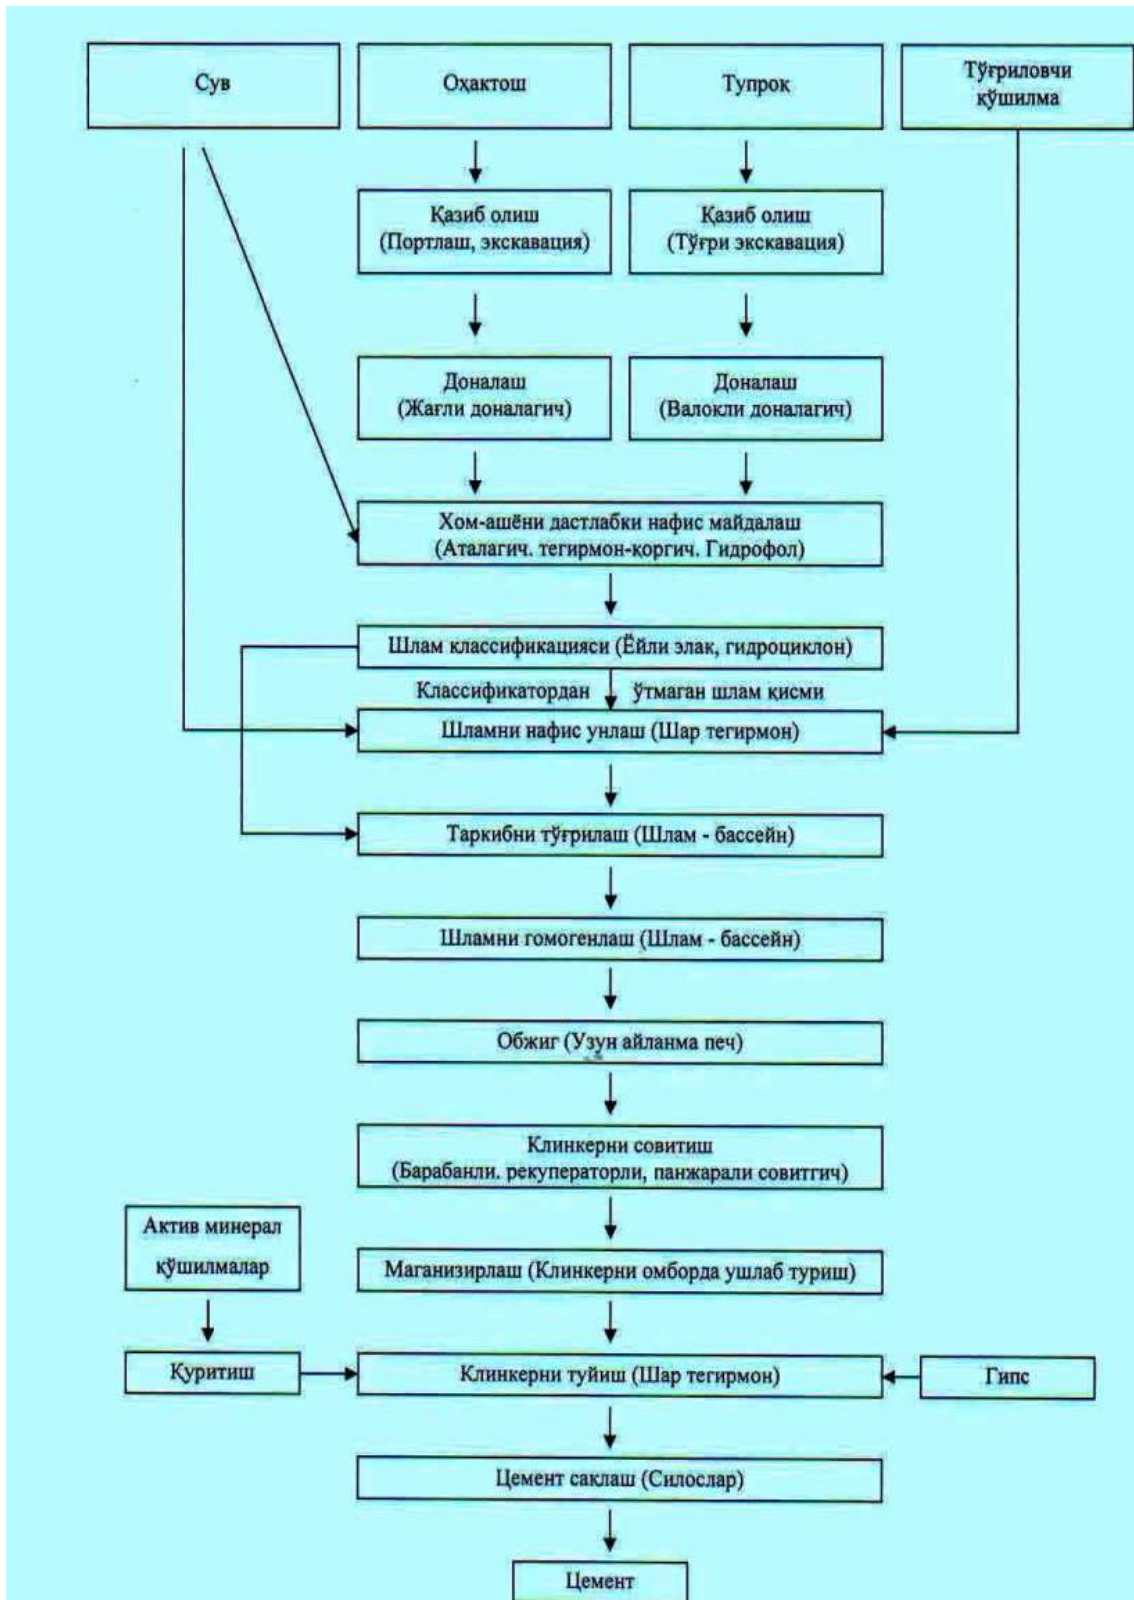 Сув
Оҳактош
Тупроқ
Тўғриловчи
қўшилма
Қазиб олиш
(Портлаш, экскавация)
Қазиб олиш
(Тўғри экскавация)
Доналаш
(Жағли доналагич)
Доналаш
(Валокли доналагич)
Хом-ашёни дастлабки нафис майдалаш
(Аталагич. тегирмон-қоргич. Гидрофол)
Шлам классификацияси (Ёйли элак, гидроциклон)
Классификатордан ўтмаган шлам қисми
Шламни нафис унлаш (Шар тегирмон)
Таркибни тўғрилаш (Шлам - бассейн)
Шламни гомогенлаш (Шлам - бассейн)
Обжиг (Узун айланма печ)
Клинкерни совитиш
(Барабанли. рекуператорли, панжарали совитгич)
Актив минерал
қўшилмалар
Маганизирлаш (Клинкерни омборда ушлаб туриш)
Қуритиш
Клинкерни туйиш (Шар тегирмон)
Гипс
Цемент саклаш (Силослар)
Цемент